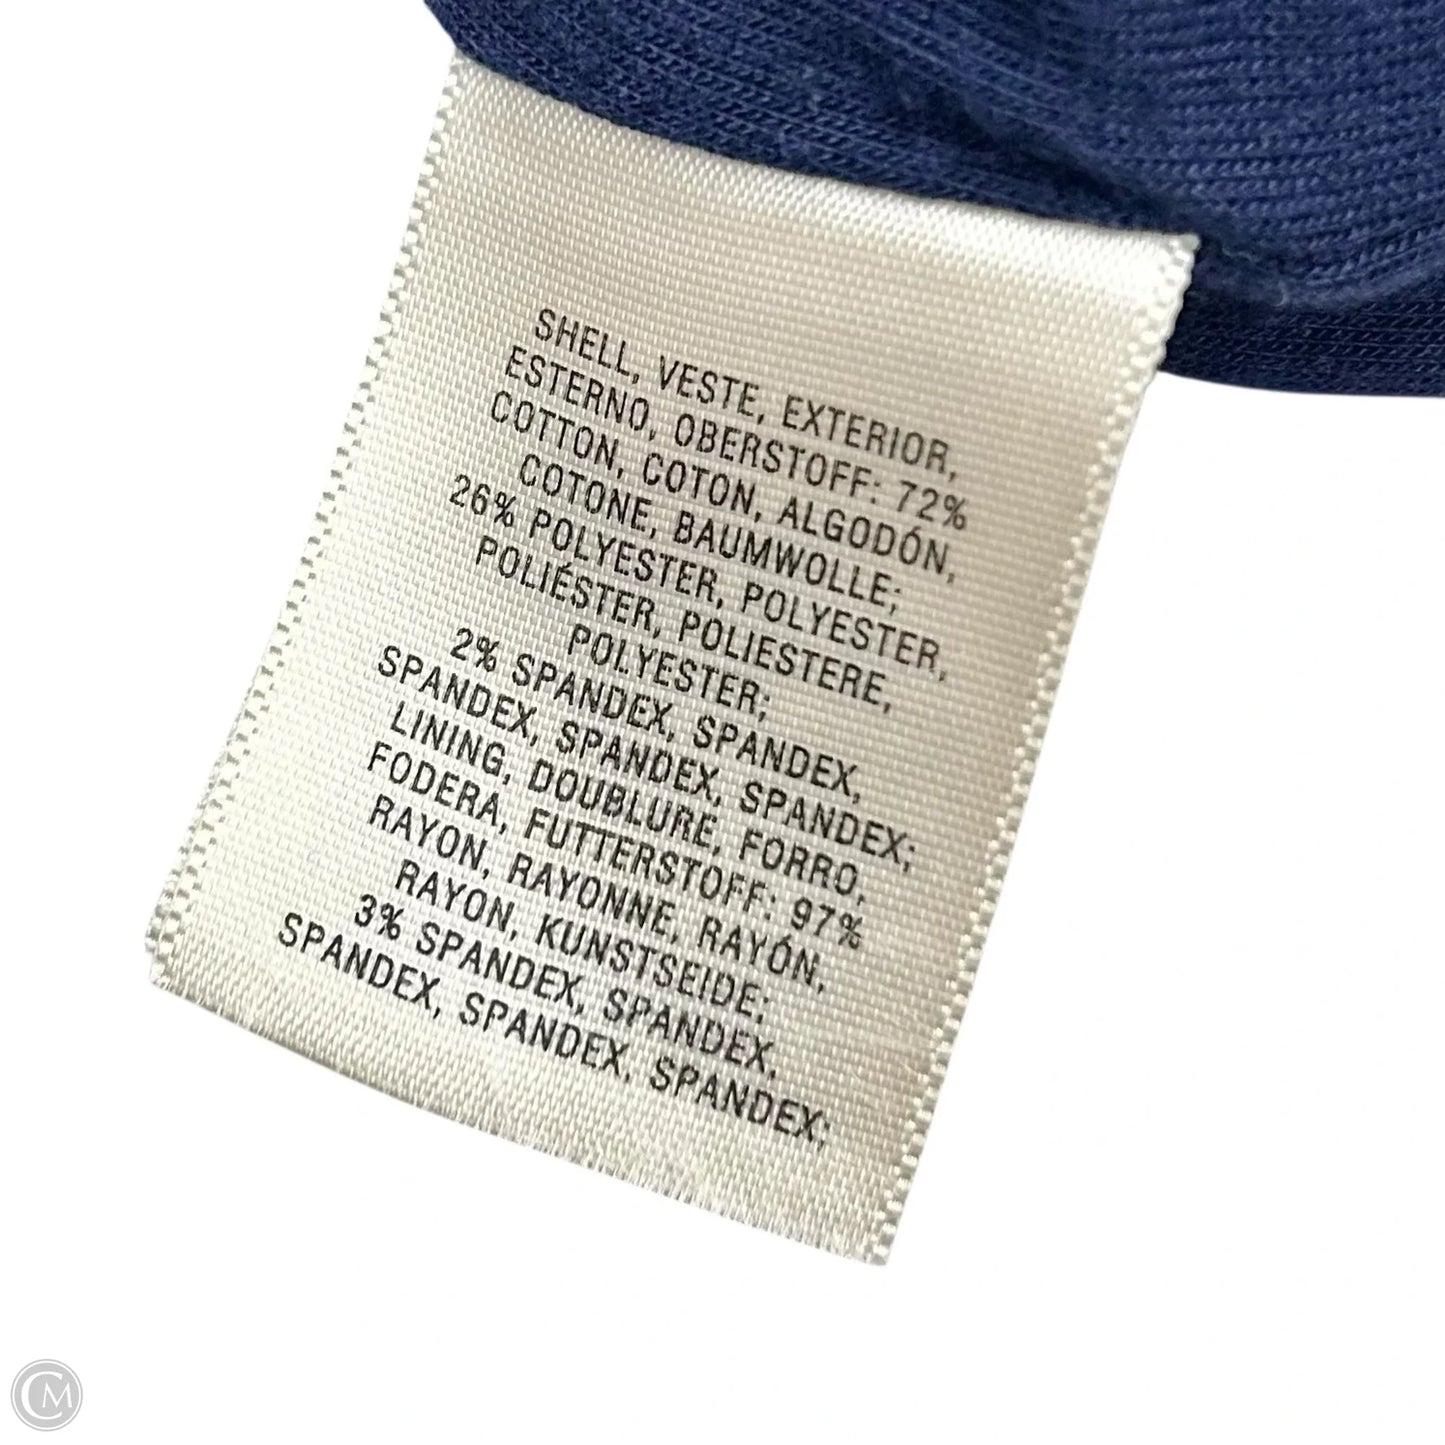 SHELL, VESTE, EXTERIOR,
ESTERNO, OBERSTOFF: 72%
COTTON, COTON, ALGODÓN,
COTONE, BAUMWOLLE;
26% POLYESTER, POLYESTER,
POLIÉSTER, POLIESTERE,
POLYESTER;
2% SPANDEX, SPANDEX,
SPANDEX, SPANDEX, SPANDEX;
LINING, DOUBLURE, FORRO,
FODERA, FUTTERSTOFF: 97%
RAYON, RAYONNE, RAYÓN,
RAYON, KUNSTSEIDE;
3% SPANDEX, SPANDEX,
SPANDEX, SPANDEX, SPANDEX;
CM